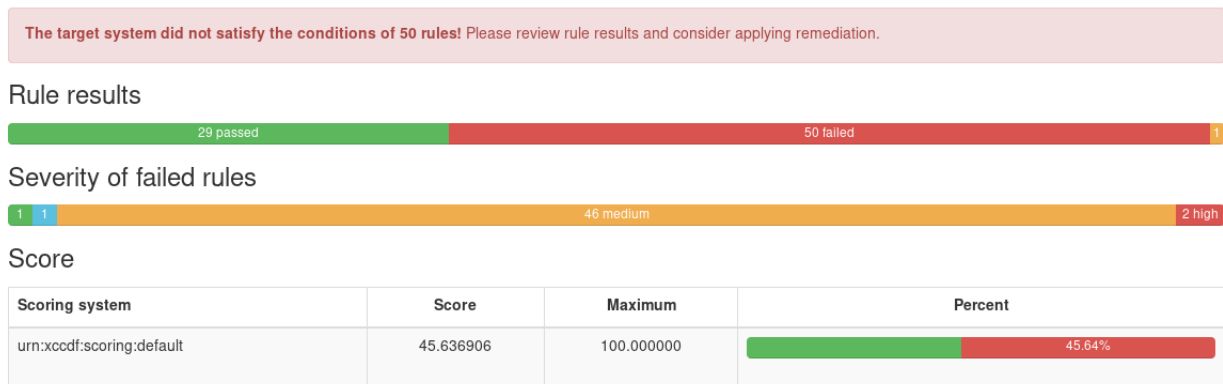 The target system did not satisfy the conditions of 50 rules! Please review rule results and consider applying remediation.
Rule results
29 passed 50 failed 1
Severity of failed rules
1 1 46 medium 2 high
Score
Scoring system Score Maximum Percent
urn:xccdf:scoring:default 45.636906 100.000000 45.64%